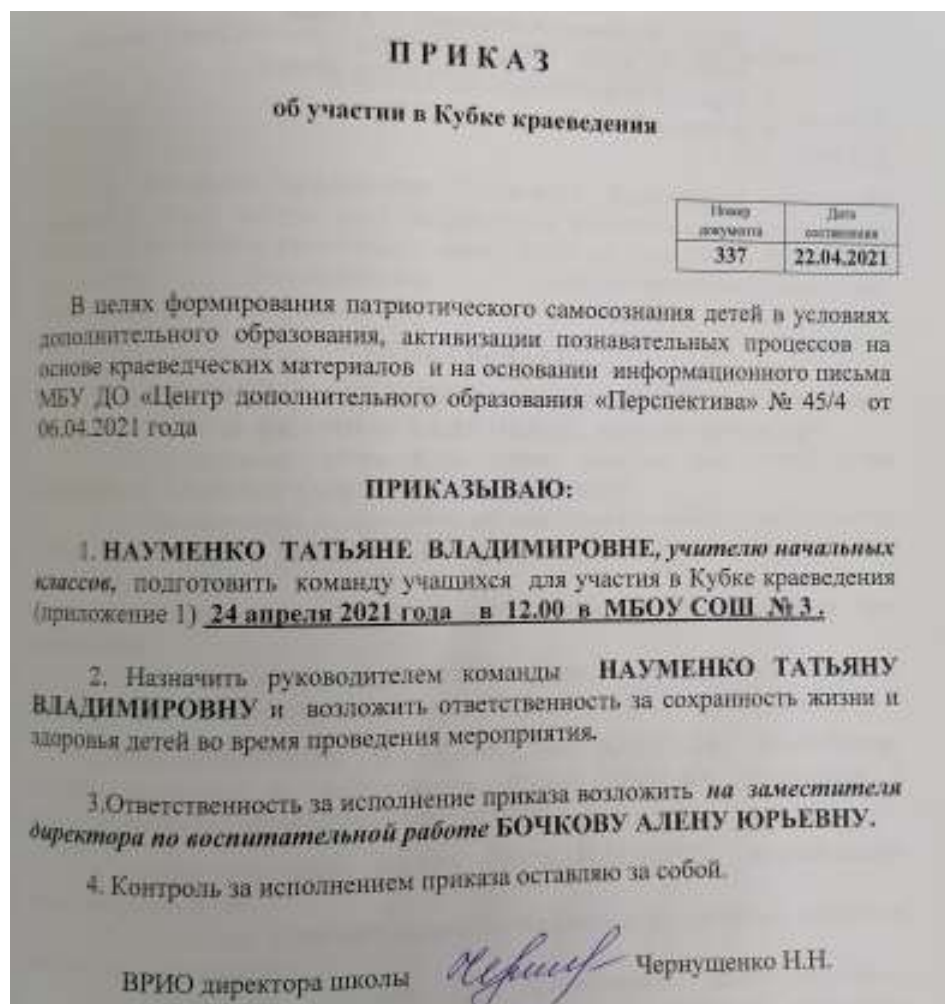 П Р И К А З
об участии в Кубке краеведения
Номер документа Дата составления
337 22.04.2021
В целях формирования патриотического самосознания детей в условиях
дополнительного образования, активизации познавательных процессов на
основе краеведческих материалов и на основании информационного письма
МБУ ДО «Центр дополнительного образования «Перспектива» № 45/4 от
06.04.2021 года
ПРИКАЗЫВАЮ:
1. НАУМЕНКО ТАТЬЯНЕ ВЛАДИМИРОВНЕ, учителю начальных
классов, подготовить команду учащихся для участия в Кубке краеведения
(приложение 1) 24 апреля 2021 года в 12.00 в МБОУ СОШ № 3 .
2. Назначить руководителем команды НАУМЕНКО ТАТЬЯНУ
ВЛАДИМИРОВНУ и возложить ответственность за сохранность жизни и
здоровья детей во время проведения мероприятия.
3.Ответственность за исполнение приказа возложить на заместителя
директора по воспитательной работе БОЧКОВУ АЛЕНУ ЮРЬЕВНУ.
4. Контроль за исполнением приказа оставляю за собой.
ВРИО директора школы Чернущенко Н.Н.